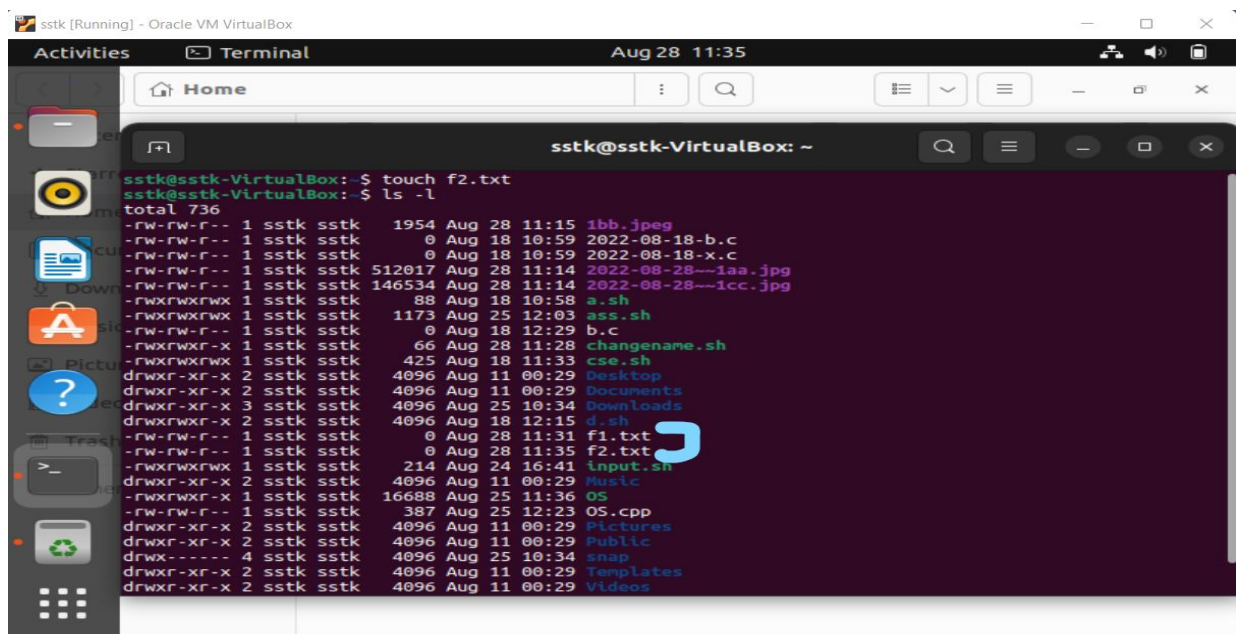 sstk [Running] - Oracle VM VirtualBox
Activities Terminal Aug 28 11:35
Home
sstk@sstk-VirtualBox: ~
sstk@sstk-VirtualBox:~$ touch f2.txt
sstk@sstk-VirtualBox:~$ ls -l
total 736
-rw-rw-r-- 1 sstk sstk 1954 Aug 28 11:15 1bb.jpeg
-rw-rw-r-- 1 sstk sstk 0 Aug 18 10:59 2022-08-18-b.c
-rw-rw-r-- 1 sstk sstk 0 Aug 18 10:59 2022-08-18-x.c
-rw-rw-r-- 1 sstk sstk 512017 Aug 28 11:14 2022-08-28~~1aa.jpg
-rw-rw-r-- 1 sstk sstk 146534 Aug 28 11:14 2022-08-28~~1cc.jpg
-rwxrwxrwx 1 sstk sstk 88 Aug 18 10:58 a.sh
-rwxrwxrwx 1 sstk sstk 1173 Aug 25 12:03 ass.sh
-rw-rw-r-- 1 sstk sstk 0 Aug 18 12:29 b.c
-rwxrwxr-x 1 sstk sstk 66 Aug 28 11:28 changename.sh
-rwxrwxrwx 1 sstk sstk 425 Aug 18 11:33 cse.sh
drwxr-xr-x 2 sstk sstk 4096 Aug 11 00:29 Desktop
drwxr-xr-x 2 sstk sstk 4096 Aug 11 00:29 Documents
drwxr-xr-x 3 sstk sstk 4096 Aug 25 10:34 Downloads
drwxrwxr-x 2 sstk sstk 4096 Aug 18 12:15 d.sh
-rw-rw-r-- 1 sstk sstk 0 Aug 28 11:31 f1.txt
-rw-rw-r-- 1 sstk sstk 0 Aug 28 11:35 f2.txt
-rwxrwxrwx 1 sstk sstk 214 Aug 24 16:41 input.sh
drwxr-xr-x 2 sstk sstk 4096 Aug 11 00:29 Music
-rwxrwxr-x 1 sstk sstk 16688 Aug 25 11:36 OS
-rw-rw-r-- 1 sstk sstk 387 Aug 25 12:23 OS.cpp
drwxr-xr-x 2 sstk sstk 4096 Aug 11 00:29 Pictures
drwxr-xr-x 2 sstk sstk 4096 Aug 11 00:29 Public
drwx------ 4 sstk sstk 4096 Aug 25 10:34 snap
drwxr-xr-x 2 sstk sstk 4096 Aug 11 00:29 Templates
drwxr-xr-x 2 sstk sstk 4096 Aug 11 00:29 Videos
Trash